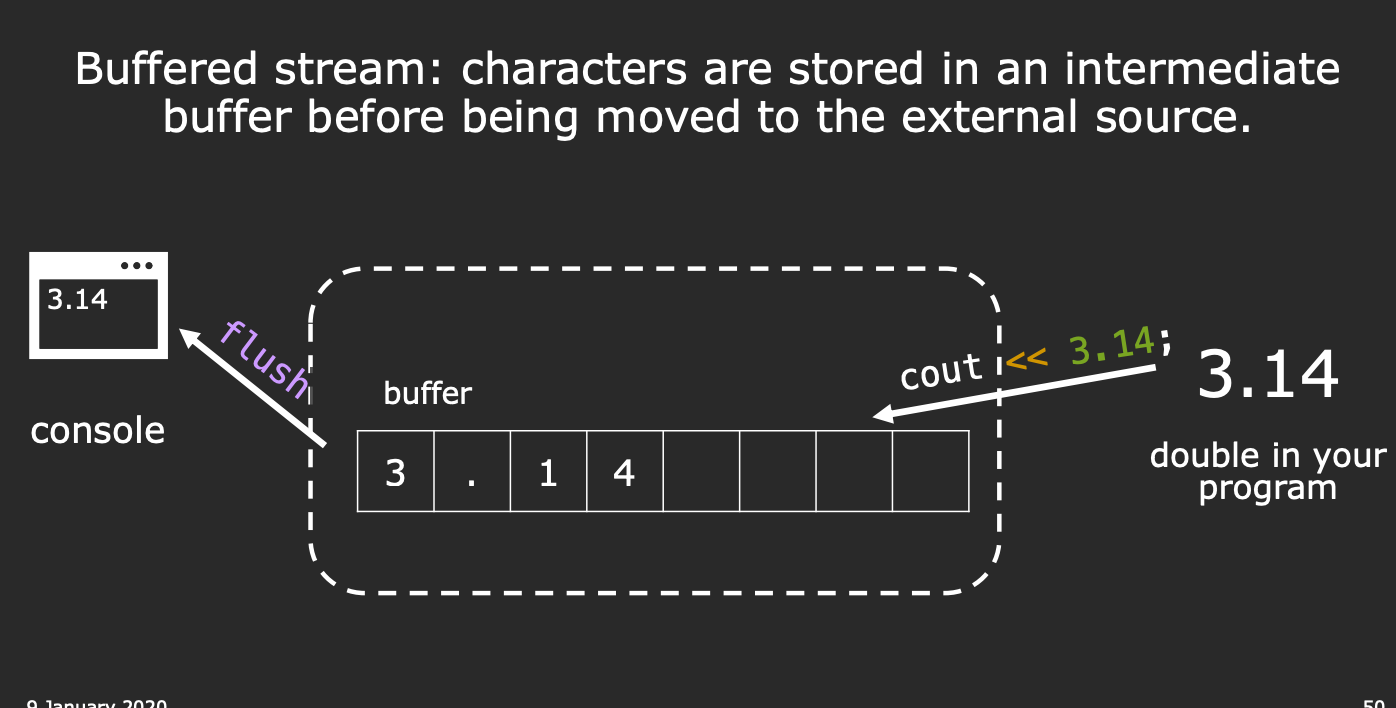 Buffered stream: characters are stored in an intermediate
buffer before being moved to the external source.
3.14
flush
console
buffer
3 . 1 4
cout << 3.14;
3.14
double in your
program
9 January 2020
50